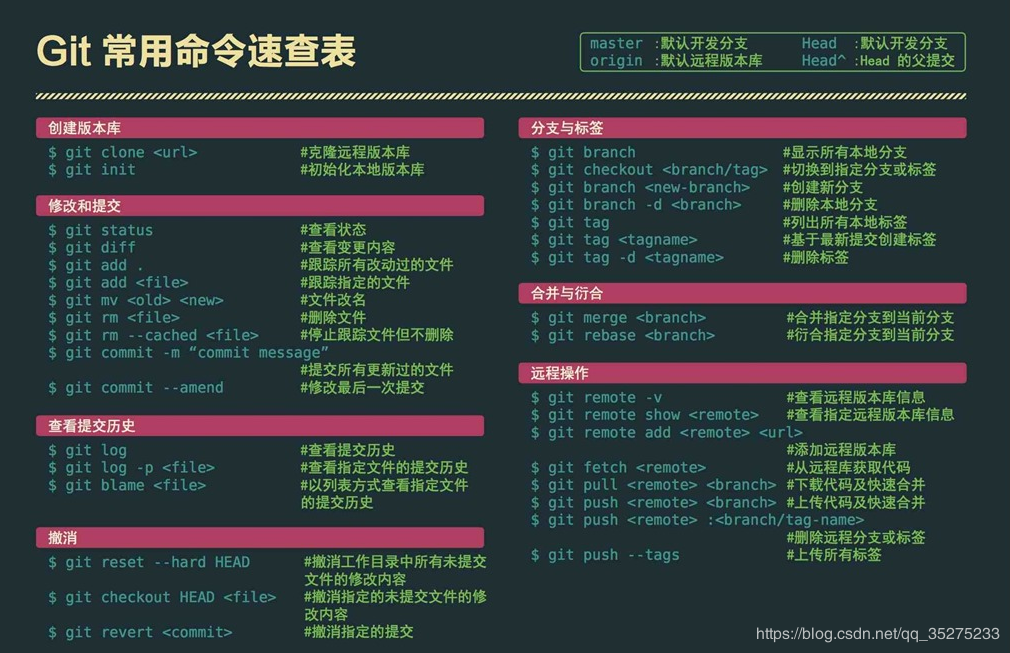 Git 常用命令速查表
master :默认开发分支 Head :默认开发分支
origin :默认远程版本库 Head^ :Head 的父提交
创建版本库
$ git clone <url> #克隆远程版本库
$ git init #初始化本地版本库
修改和提交
$ git status #查看状态
$ git diff #查看变更内容
$ git add . #跟踪所有改动过的文件
$ git add <file> #跟踪指定的文件
$ git mv <old> <new> #文件改名
$ git rm <file> #删除文件
$ git rm --cached <file> #停止跟踪文件但不删除
$ git commit -m “commit message”
#提交所有更新过的文件
$ git commit --amend #修改最后一次提交
查看提交历史
$ git log #查看提交历史
$ git log -p <file> #查看指定文件的提交历史
$ git blame <file> #以列表方式查看指定文件
的提交历史
撤消
$ git reset --hard HEAD #撤消工作目录中所有未提交
文件的修改内容
$ git checkout HEAD <file> #撤消指定的未提交文件的修
改内容
$ git revert <commit> #撤消指定的提交
分支与标签
$ git branch #显示所有本地分支
$ git checkout <branch/tag> #切换到指定分支或标签
$ git branch <new-branch> #创建新分支
$ git branch -d <branch> #删除本地分支
$ git tag #列出所有本地标签
$ git tag <tagname> #基于最新提交创建标签
$ git tag -d <tagname> #删除标签
合并与衍合
$ git merge <branch> #合并指定分支到当前分支
$ git rebase <branch> #衍合指定分支到当前分支
远程操作
$ git remote -v #查看远程版本库信息
$ git remote show <remote> #查看指定远程版本库信息
$ git remote add <remote> <url>
#添加远程版本库
$ git fetch <remote> #从远程库获取代码
$ git pull <remote> <branch> #下载代码及快速合并
$ git push <remote> <branch> #上传代码及快速合并
$ git push <remote> :<branch/tag-name>
#删除远程分支或标签
$ git push --tags #上传所有标签
https://blog.csdn.net/qq_35275233